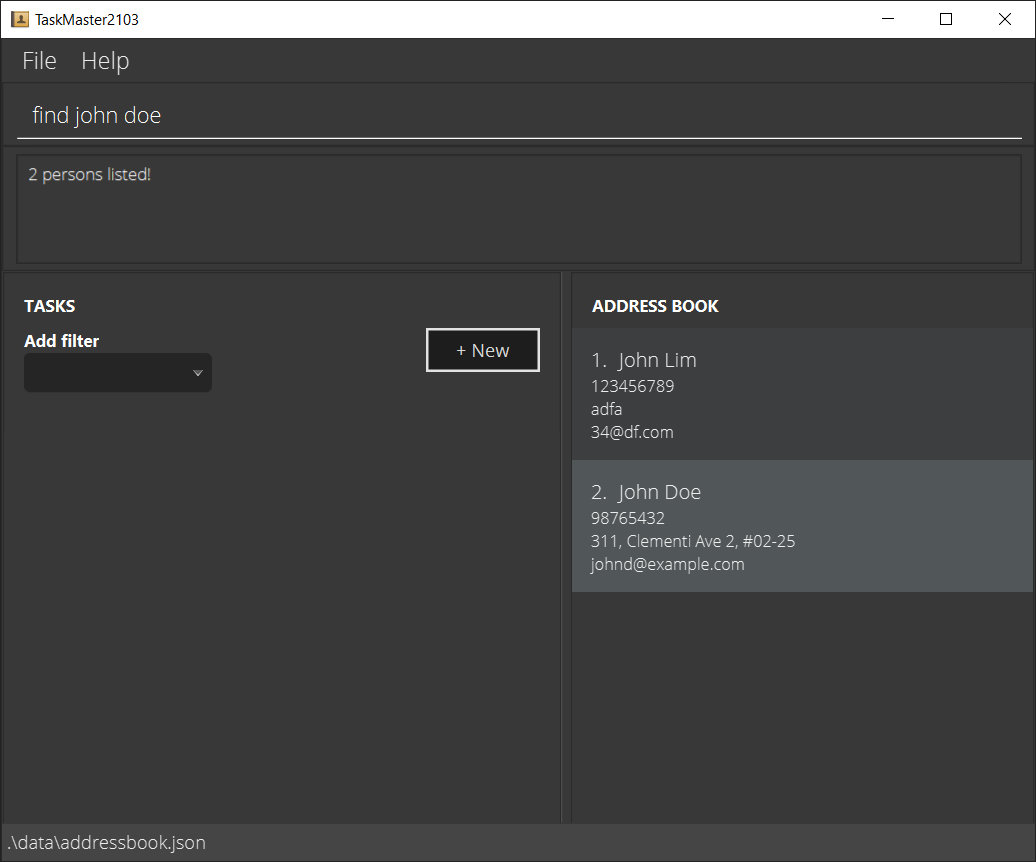 TaskMaster2103
File Help
find john doe
2 persons listed!
TASKS
Add filter
+ New
ADDRESS BOOK
1. John Lim
123456789
adfa
34@df.com
2. John Doe
98765432
311, Clementi Ave 2, #02-25
johnd@example.com
.\data\addressbook.json